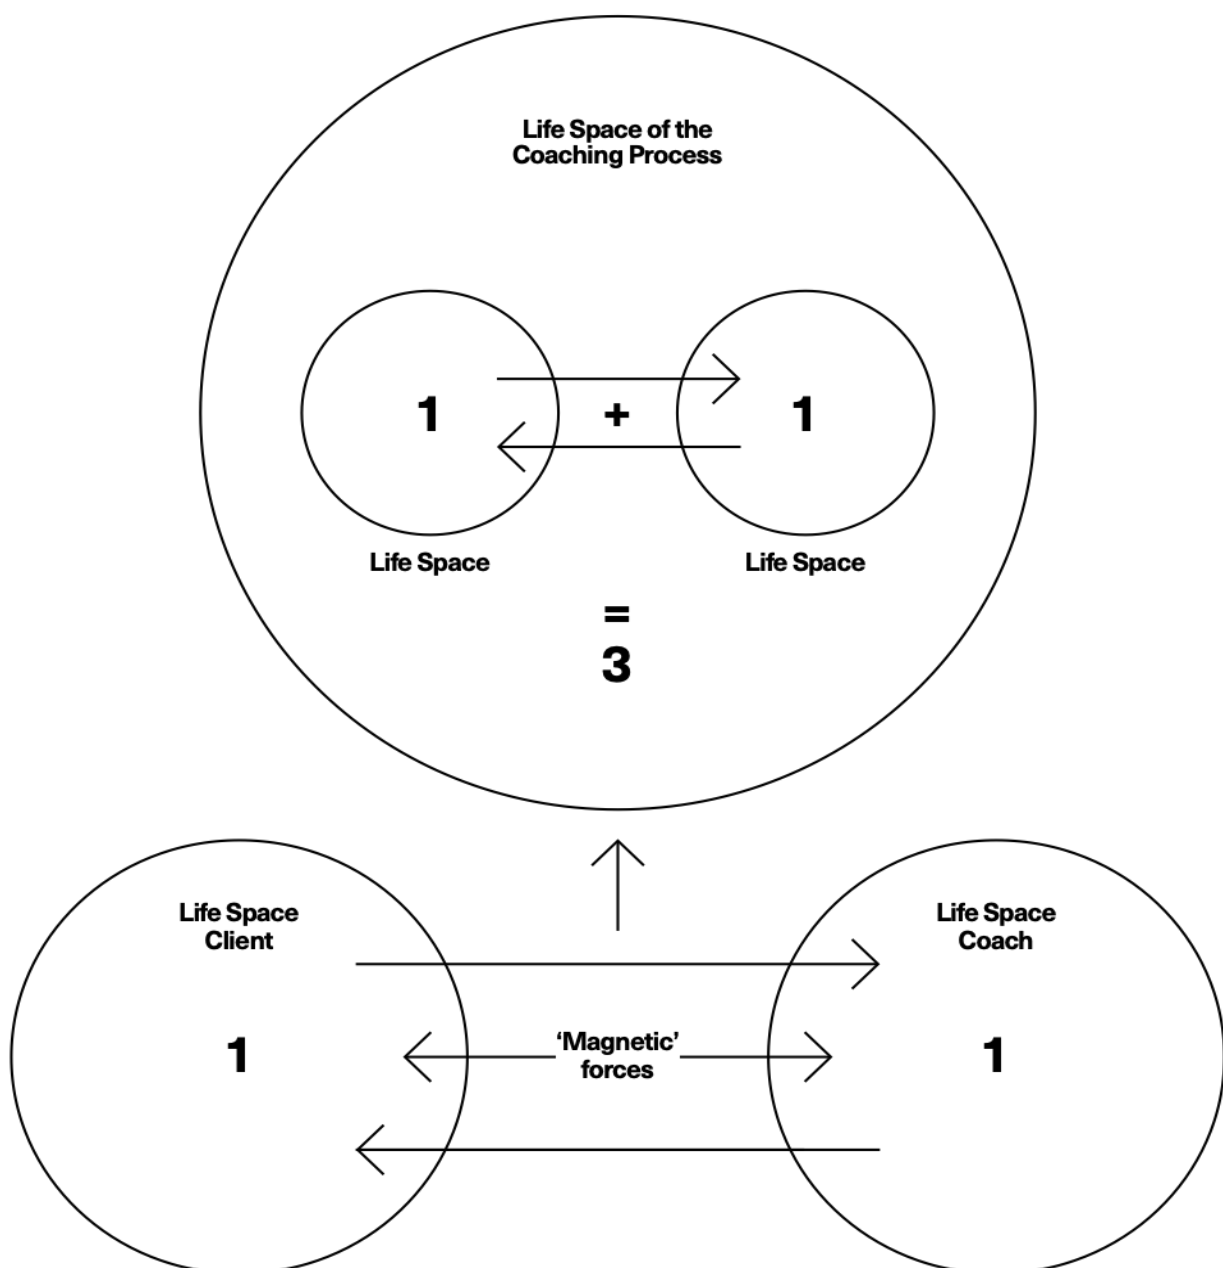 Life Space of the
Coaching Process
1 + 1
Life Space Life Space
=
3
Life Space
Client
Life Space
Coach
1
‘Magnetic’
forces
1